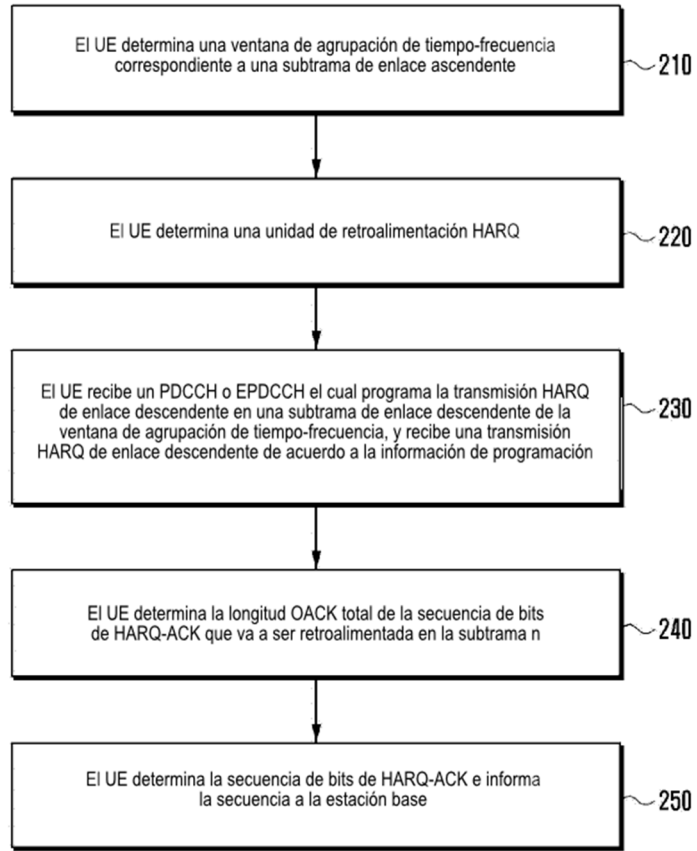 El UE determina una ventana de agrupación de tiempo-frecuencia
correspondiente a una subtrama de enlace ascendente
210
El UE determina una unidad de retroalimentación HARQ
220
El UE recibe un PDCCH o EPDCCH el cual programa la transmisión HARQ
de enlace descendente en una subtrama de enlace descendente de la
ventana de agrupación de tiempo-frecuencia, y recibe una transmisión
HARQ de enlace descendente de acuerdo a la información de programación
230
El UE determina la longitud OACK total de la secuencia de bits
de HARQ-ACK que va a ser retroalimentada en la subtrama n
240
El UE determina la secuencia de bits de HARQ-ACK e informa
la secuencia a la estación base
250